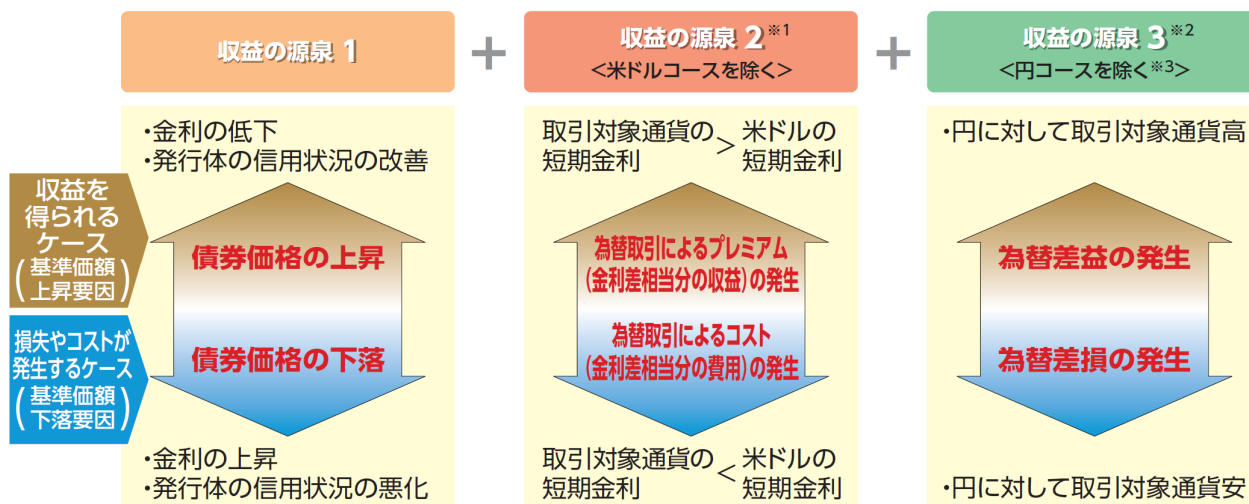 収益の源泉 1
+
収益の源泉 2※1
<米ドルコースを除く>
+
収益の源泉 3※2
<円コースを除く※3>
収益を
得られる
ケース
(基準価額
上昇要因)
損失やコストが
発生するケース
(基準価額
下落要因)
・金利の低下
・発行体の信用状況の改善
債券価格の上昇
債券価格の下落
・金利の上昇
・発行体の信用状況の悪化
取引対象通貨の短期金利 > 米ドルの短期金利
為替取引によるプレミアム
(金利差相当分の収益)の発生
為替取引によるコスト
(金利差相当分の費用)の発生
取引対象通貨の短期金利 < 米ドルの短期金利
・円に対して取引対象通貨高
為替差益の発生
為替差損の発生
・円に対して取引対象通貨安